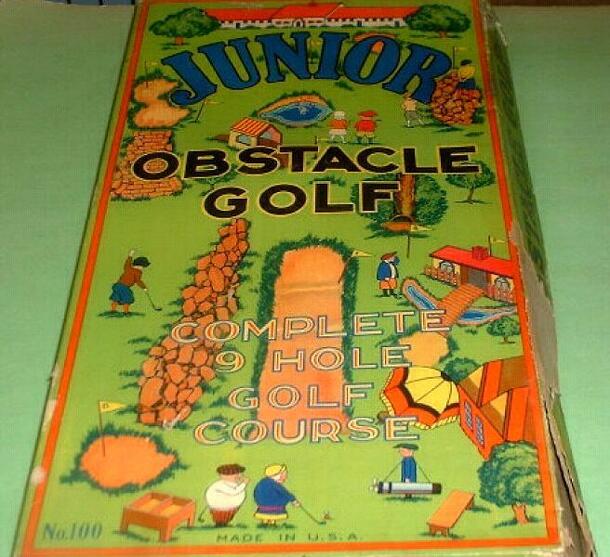 JUNIOR
OBSTACLE
GOLF
COMPLETE
9 HOLE
GOLF
COURSE
No.100
MADE IN U.S.A.